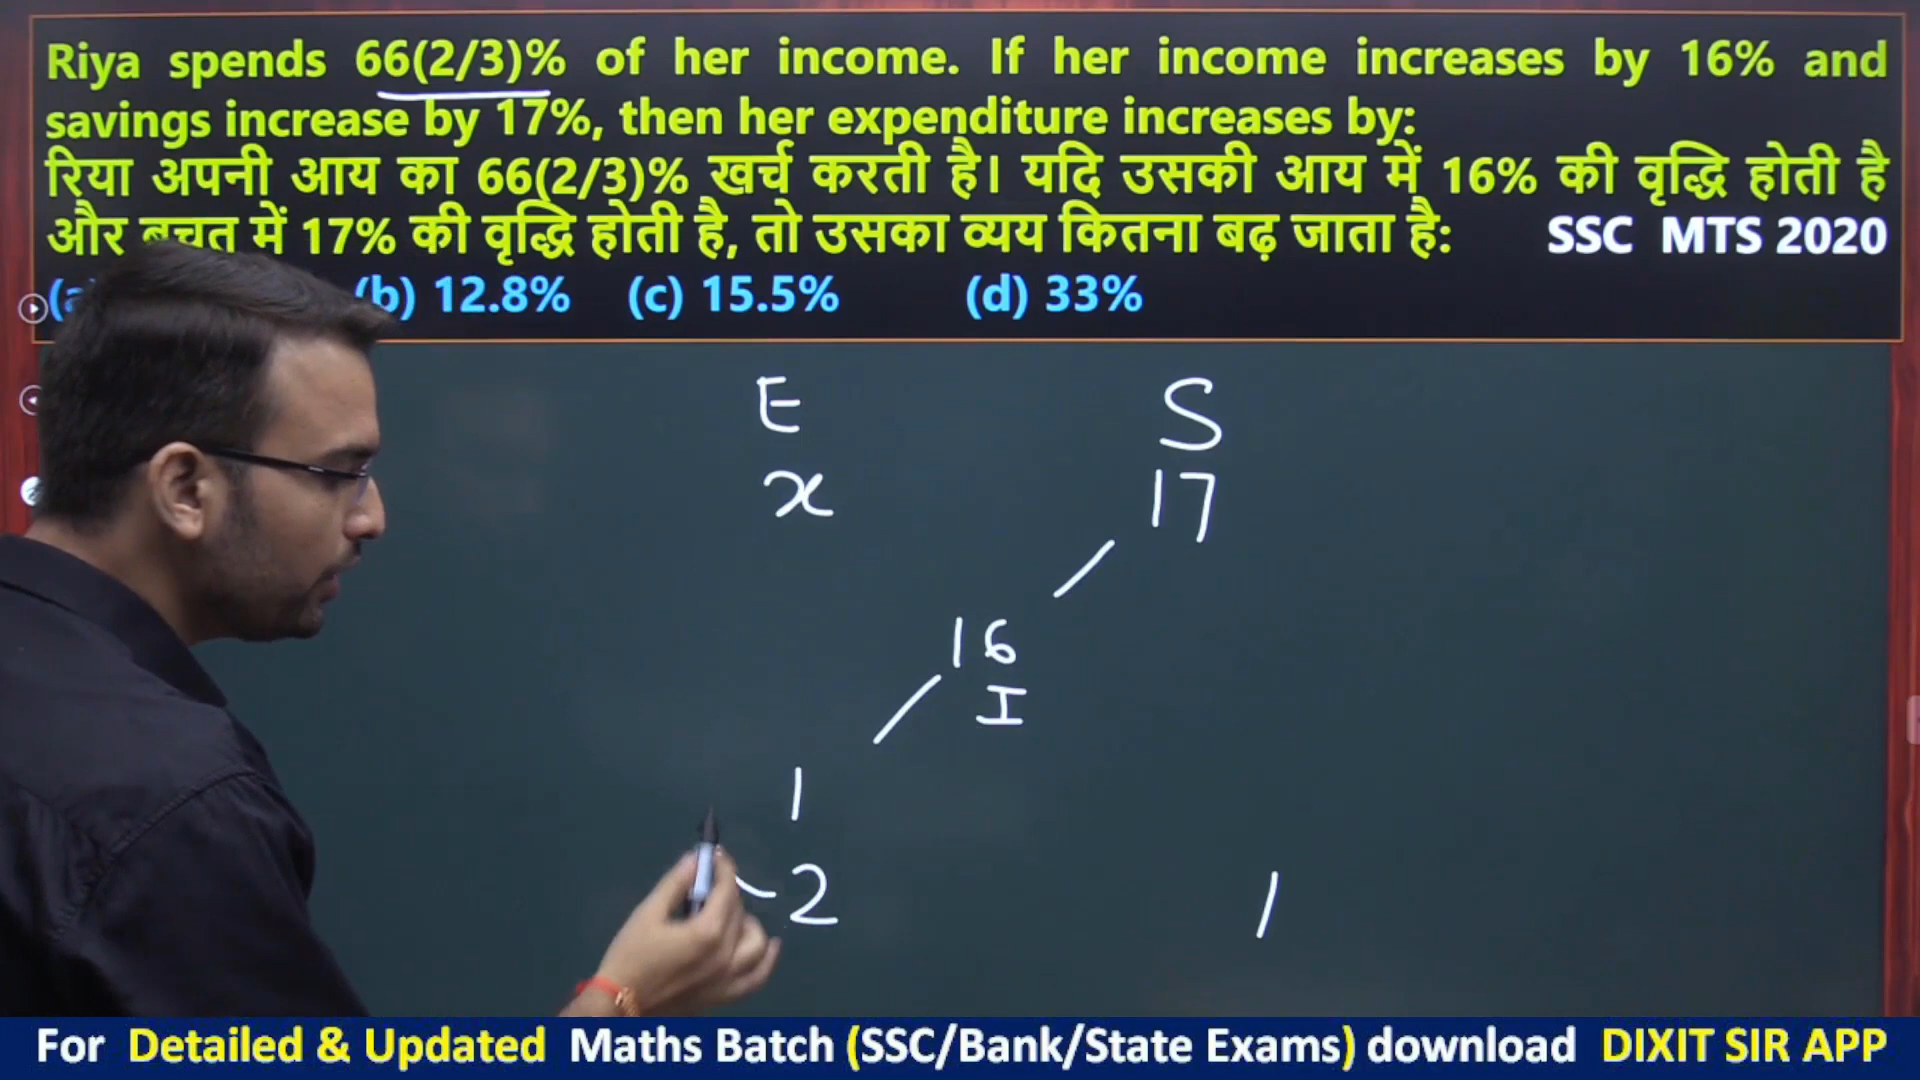 Riya spends 66(2/3)% of her income. If her income increases by 16% and
savings increase by 17%, then her expenditure increases by:
रिया अपनी आय का 66(2/3)% खर्च करती है। यदि उसकी आय में 16% की वृद्धि होती है
और बचत में 17% की वृद्धि होती है, तो उसका व्यय कितना बढ़ जाता है: SSC MTS 2020
(a) (b) 12.8% (c) 15.5% (d) 33%
E S
x 17
16
I
1
2 1
For Detailed & Updated Maths Batch (SSC/Bank/State Exams) download DIXIT SIR APP